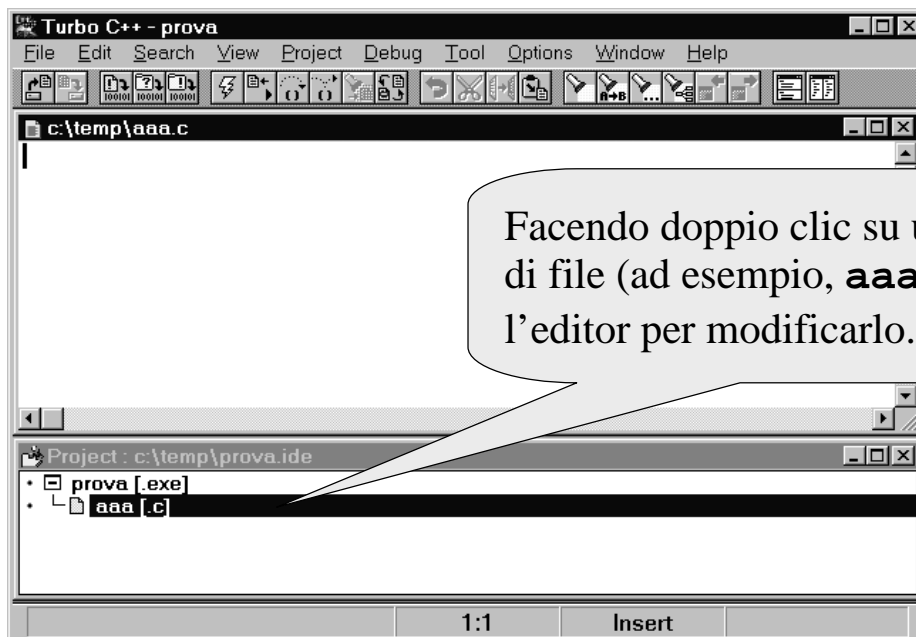 Turbo C++ - prova
File Edit Search View Project Debug Tool Options Window Help
c:\temp\aaa.c
Facendo doppio clic su
di file (ad esempio, aaa
l’editor per modificarlo.
Project : c:\temp\prova.ide
prova [.exe]
aaa [.c]
1:1 Insert